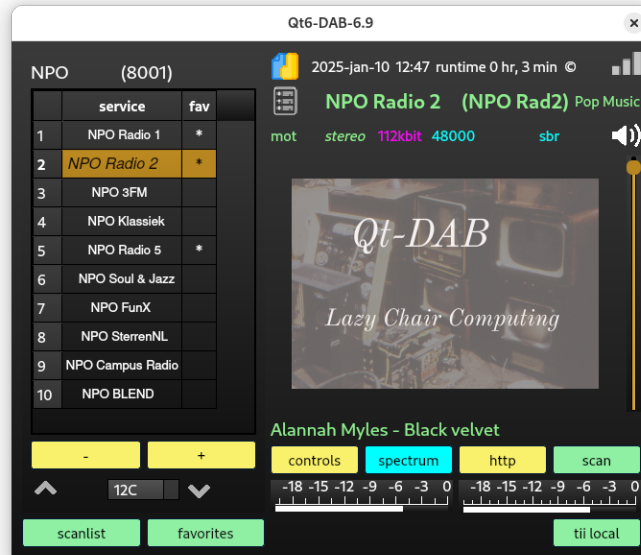 Qt6-DAB-6.9
NPO (8001)
2025-jan-10 12:47 runtime 0 hr, 3 min ©
NPO Radio 2 (NPO Rad2) Pop Music
mot stereo 112kbit 48000 sbr
service fav
1 NPO Radio 1 *
2 NPO Radio 2 *
3 NPO 3FM
4 NPO Klassiek
5 NPO Radio 5 *
6 NPO Soul & Jazz
7 NPO FunX
8 NPO SterrenNL
9 NPO Campus Radio
10 NPO BLEND
Qt-DAB
Lazy Chair Computing
Alannah Myles - Black velvet
- +
controls spectrum http scan
12C
-18 -15 -12 -9 -6 -3 0
-18 -15 -12 -9 -6 -3 0
scanlist favorites
tii local